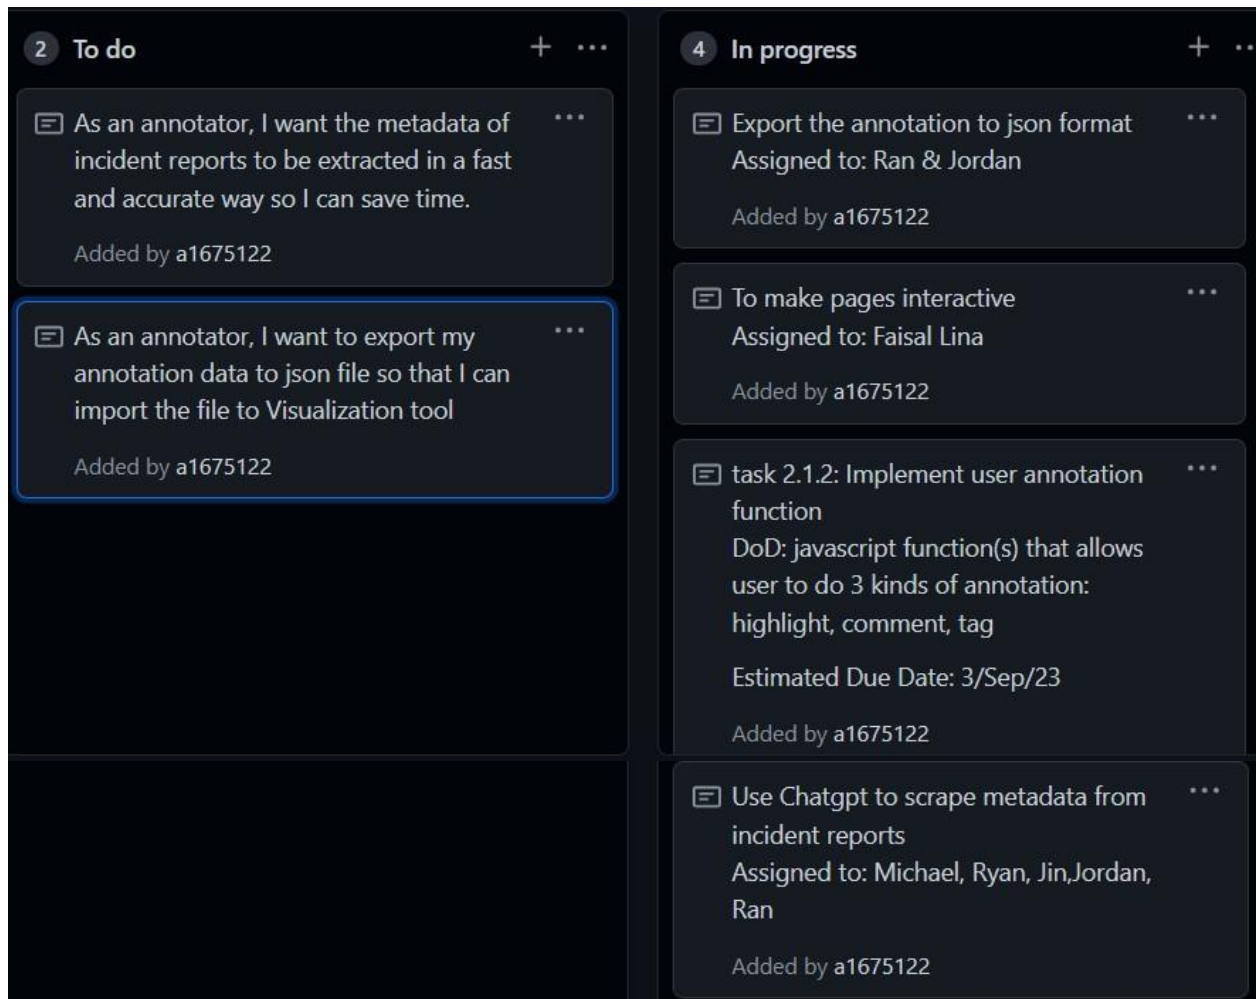 2 To do
As an annotator, I want the metadata of
incident reports to be extracted in a fast
and accurate way so I can save time.
Added by a1675122
As an annotator, I want to export my
annotation data to json file so that I can
import the file to Visualization tool
Added by a1675122
4 In progress
Export the annotation to json format
Assigned to: Ran & Jordan
Added by a1675122
To make pages interactive
Assigned to: Faisal Lina
Added by a1675122
task 2.1.2: Implement user annotation
function
DoD: javascript function(s) that allows
user to do 3 kinds of annotation:
highlight, comment, tag
Estimated Due Date: 3/Sep/23
Added by a1675122
Use Chatgpt to scrape metadata from
incident reports
Assigned to: Michael, Ryan, Jin,Jordan,
Ran
Added by a1675122